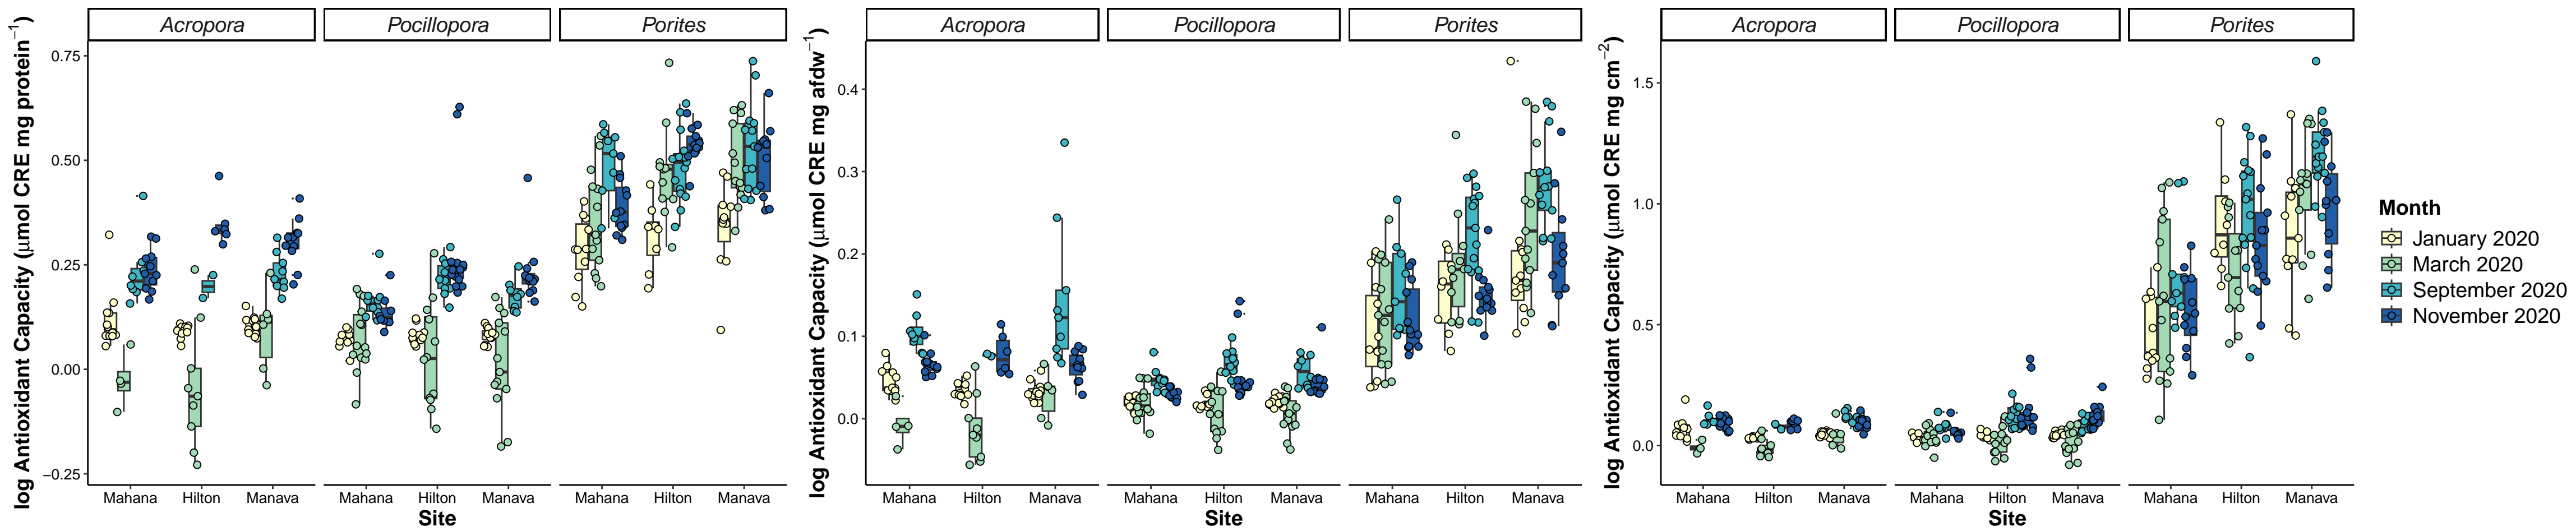 log Antioxidant Capacity (μmol CRE mg protein⁻¹)
Acropora
Pocillopora
Porites
0.75
0.50
0.25
0.00
−0.25
Mahana Hilton Manava
Mahana Hilton Manava
Mahana Hilton Manava
Site
log Antioxidant Capacity (μmol CRE mg afdw⁻¹)
Acropora
Pocillopora
Porites
0.4
0.3
0.2
0.1
0.0
Mahana Hilton Manava
Mahana Hilton Manava
Mahana Hilton Manava
Site
log Antioxidant Capacity (μmol CRE mg cm⁻²)
Acropora
Pocillopora
Porites
1.5
1.0
0.5
0.0
Mahana Hilton Manava
Mahana Hilton Manava
Mahana Hilton Manava
Site
Month
January 2020
March 2020
September 2020
November 2020